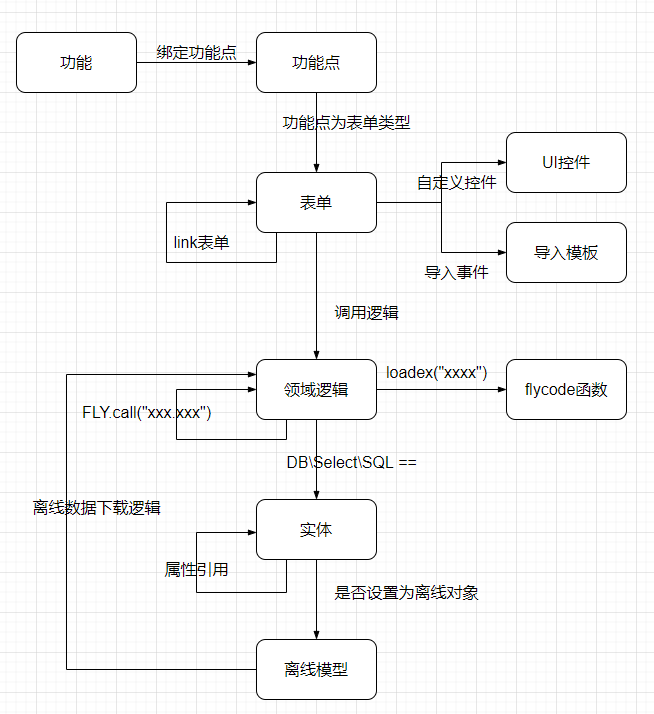 功能
绑定功能点
功能点
功能点为表单类型
UI控件
自定义控件
表单
link表单
导入模板
导入事件
调用逻辑
loadex("xxxx")
领域逻辑
flycode函数
FLY.call("xxx.xxx")
DB\Select\SQL ==
离线数据下载逻辑
实体
属性引用
是否设置为离线对象
离线模型